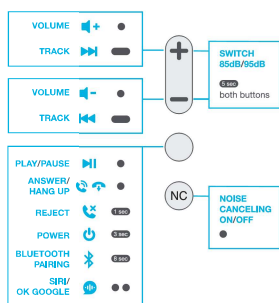 VOLUME +
TRACK
VOLUME -
TRACK
+
−
SWITCH
85dB/95dB
5 sec
both buttons
PLAY/PAUSE
ANSWER/
HANG UP
REJECT 1 sec
POWER 3 sec
BLUETOOTH
PAIRING 8 sec
SIRI/
OK GOOGLE
NC
NOISE
CANCELING
ON/OFF